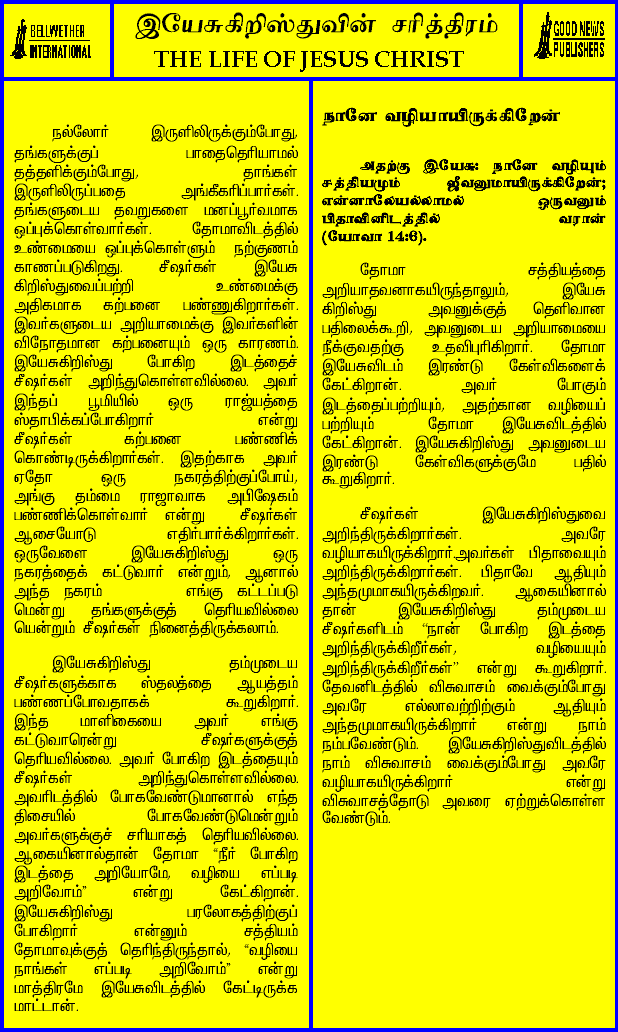 BELLWETHER
INTERNATIONAL
இயேசுகிறிஸ்துவின் சரித்திரம்
THE LIFE OF JESUS CHRIST
GOOD NEWS
PUBLISHERS
நல்லோர் இருளிலிருக்கும்போது,
தங்களுக்குப் பாதைதெரியாமல்
தத்தளிக்கும்போது, தாங்கள்
இருளிலிருப்பதை அங்கீகரிப்பார்கள்.
தங்களுடைய தவறுகளை மனப்பூர்வமாக
ஒப்புக்கொள்வார்கள். தோமாவிடத்தில்
உண்மையை ஒப்புக்கொள்ளும் நற்குணம்
காணப்படுகிறது. சீஷர்கள் இயேசு
கிறிஸ்துவைப்பற்றி உண்மைக்கு
அதிகமாக கற்பனை பண்ணுகிறார்கள்.
இவர்களுடைய அறியாமைக்கு இவர்களின்
விநோதமான கற்பனையும் ஒரு காரணம்.
இயேசுகிறிஸ்து போகிற இடத்தைச்
சீஷர்கள் அறிந்துகொள்ளவில்லை. அவர்
இந்தப் பூமியில் ஒரு ராஜ்யத்தை
ஸ்தாபிக்கப்போகிறார் என்று
சீஷர்கள் கற்பனை பண்ணிக்
கொண்டிருக்கிறார்கள். இதற்காக அவர்
ஏதோ ஒரு நகரத்திற்குப்போய்,
அங்கு தம்மை ராஜாவாக அபிஷேகம்
பண்ணிக்கொள்வார் என்று சீஷர்கள்
ஆசையோடு எதிர்பார்க்கிறார்கள்.
ஒருவேளை இயேசுகிறிஸ்து ஒரு
நகரத்தைக் கட்டுவார் என்றும், ஆனால்
அந்த நகரம் எங்கு கட்டப்படு
மென்று தங்களுக்குத் தெரியவில்லை
யென்றும் சீஷர்கள் நினைத்திருக்கலாம்.
இயேசுகிறிஸ்து தம்முடைய
சீஷர்களுக்காக ஸ்தலத்தை ஆயத்தம்
பண்ணப்போவதாகக் கூறுகிறார்.
இந்த மாளிகையை அவர் எங்கு
கட்டுவாரென்று சீஷர்களுக்குத்
தெரியவில்லை. அவர் போகிற இடத்தையும்
சீஷர்கள் அறிந்துகொள்ளவில்லை.
அவரிடத்தில் போகவேண்டுமானால் எந்த
திசையில் போகவேண்டுமென்றும்
அவர்களுக்குச் சரியாகத் தெரியவில்லை.
ஆகையினால்தான் தோமா “நீர் போகிற
இடத்தை அறியோமே, வழியை எப்படி
அறிவோம்” என்று கேட்கிறான்.
இயேசுகிறிஸ்து பரலோகத்திற்குப்
போகிறார் என்னும் சத்தியம்
தோமாவுக்குத் தெரிந்திருந்தால், “வழியை
நாங்கள் எப்படி அறிவோம்” என்று
மாத்திரமே இயேசுவிடத்தில் கேட்டிருக்க
மாட்டான்.
நானே வழியாயிருக்கிறேன்
அதற்கு இயேசு: நானே வழியும்
சத்தியமும் ஜீவனுமாயிருக்கிறேன்;
என்னாலேயல்லாமல் ஒருவனும்
பிதாவினிடத்தில் வரான்
(யோவா 14:6).
தோமா சத்தியத்தை
அறியாதவனாகயிருந்தாலும், இயேசு
கிறிஸ்து அவனுக்குத் தெளிவான
பதிலைக்கூறி, அவனுடைய அறியாமையை
நீக்குவதற்கு உதவிபுரிகிறார். தோமா
இயேசுவிடம் இரண்டு கேள்விகளைக்
கேட்கிறான். அவர் போகும்
இடத்தைப்பற்றியும், அதற்கான வழியைப்
பற்றியும் தோமா இயேசுவிடத்தில்
கேட்கிறான். இயேசுகிறிஸ்து அவனுடைய
இரண்டு கேள்விகளுக்குமே பதில்
கூறுகிறார்.
சீஷர்கள் இயேசுகிறிஸ்துவை
அறிந்திருக்கிறார்கள். அவரே
வழியாகயிருக்கிறார்.அவர்கள் பிதாவையும்
அறிந்திருக்கிறார்கள். பிதாவே ஆதியும்
அந்தமுமாகயிருக்கிறவர். ஆகையினால்
தான் இயேசுகிறிஸ்து தம்முடைய
சீஷர்களிடம் “நான் போகிற இடத்தை
அறிந்திருக்கிறீர்கள், வழியையும்
அறிந்திருக்கிறீர்கள்” என்று கூறுகிறார்.
தேவனிடத்தில் விசுவாசம் வைக்கும்போது
அவரே எல்லாவற்றிற்கும் ஆதியும்
அந்தமுமாகயிருக்கிறார் என்று நாம்
நம்பவேண்டும். இயேசுகிறிஸ்துவிடத்தில்
நாம் விசுவாசம் வைக்கும்போது அவரே
வழியாகயிருக்கிறார் என்று
விசுவாசத்தோடு அவரை ஏற்றுக்கொள்ள
வேண்டும்.